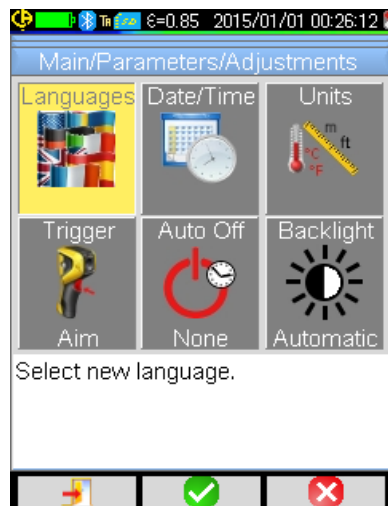 TA ε=0.85 2015/01/01 00:26:12
Main/Parameters/Adjustments
Languages Date/Time Units
m
ft
°C
°F
Trigger Auto Off Backlight
Aim None Automatic
Select new language.